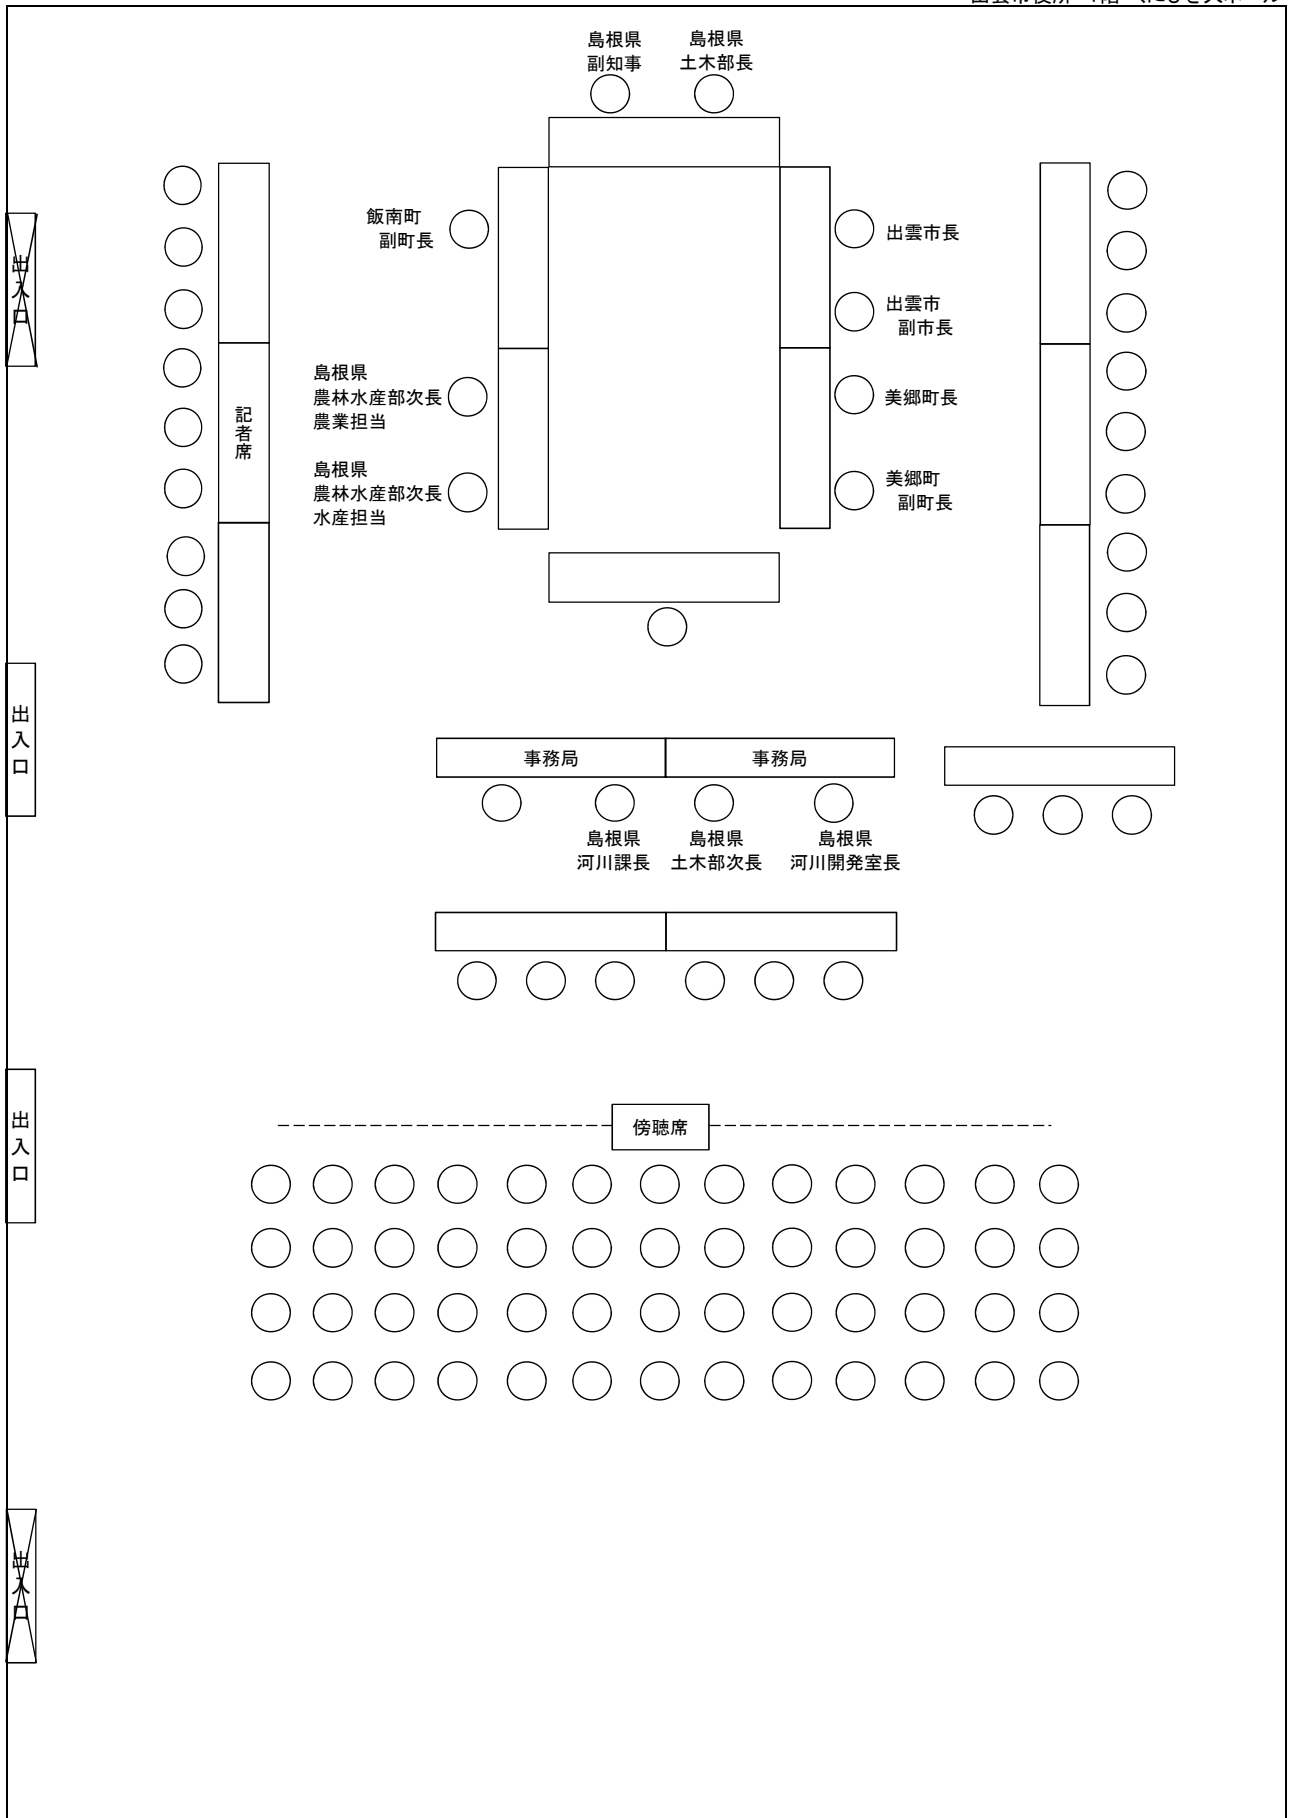 島根県
副知事
島根県
土木部長
飯南町
副町長
出雲市長
出雲市
副市長
島根県
農林水産部次長
農業担当
美郷町長
島根県
農林水産部次長
水産担当
美郷町
副町長
記者席
出入口
出入口
事務局
事務局
島根県
河川課長
島根県
土木部次長
島根県
河川開発室長
出入口
傍聴席
出入口